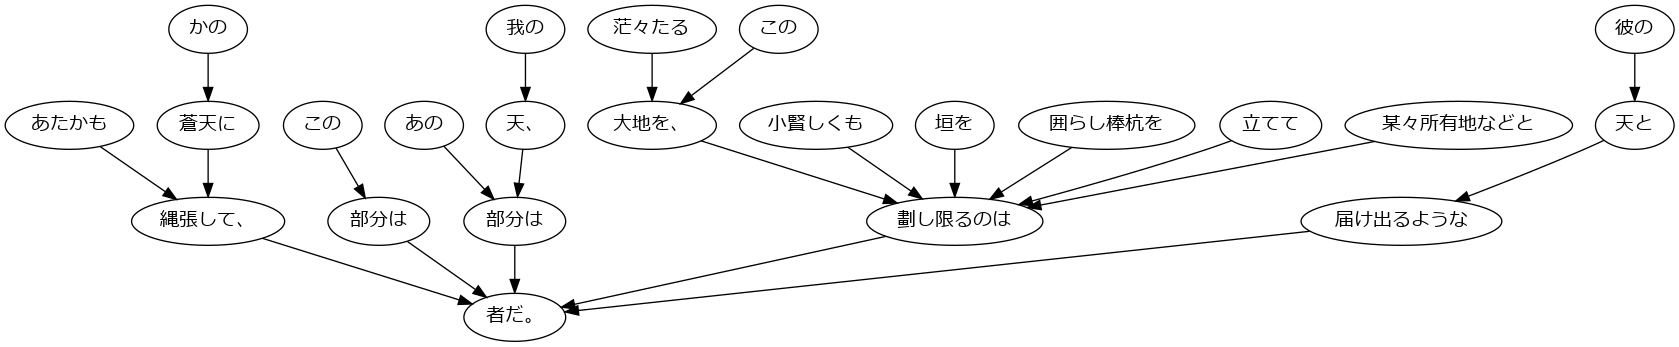 かの 我の 茫々たる この 彼の
あたかも 蒼天に この あの 天、 大地を、 小賢しくも 垣を 囲らし棒杭を 立てて 某々所有地などと 天と
縄張して、 部分は 部分は 劃し限るのは 届け出るような
者だ。